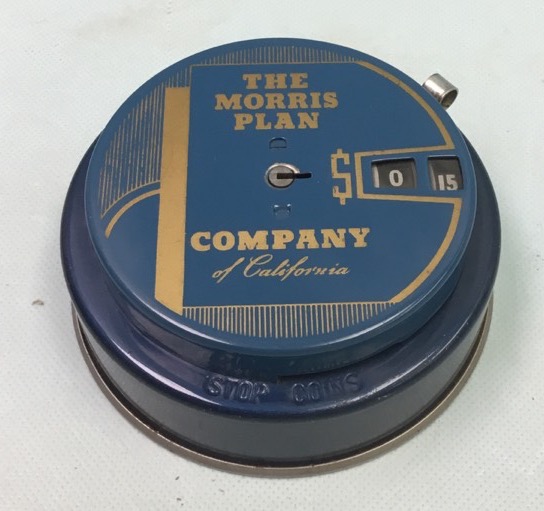 THE
MORRIS
PLAN
$ 0 15
COMPANY
of California
STOP COINS